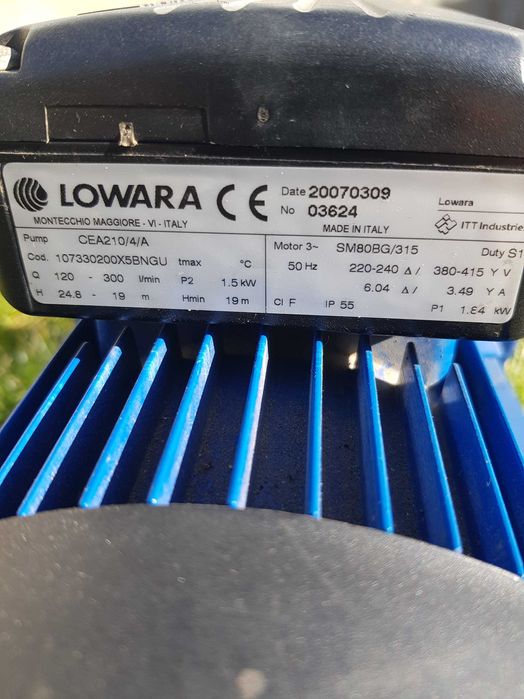 LOWARA CE Date 20070309 Lowara
MONTECCHIO MAGGIORE - VI - ITALY No 03624 MADE IN ITALY ITT Industrie
Pump CEA210/4/A Motor 3~ SM80BG/315 Duty S1
Cod. 107330200X5BNGU tmax °C 50 Hz 220-240 Δ / 380-415 Y V
Q 120 - 300 l/min P2 1.5 kW 6.04 Δ / 3.49 Y A
H 24.8 - 19 m Hmin 19 m Cl F IP 55 P1 1.84 kW